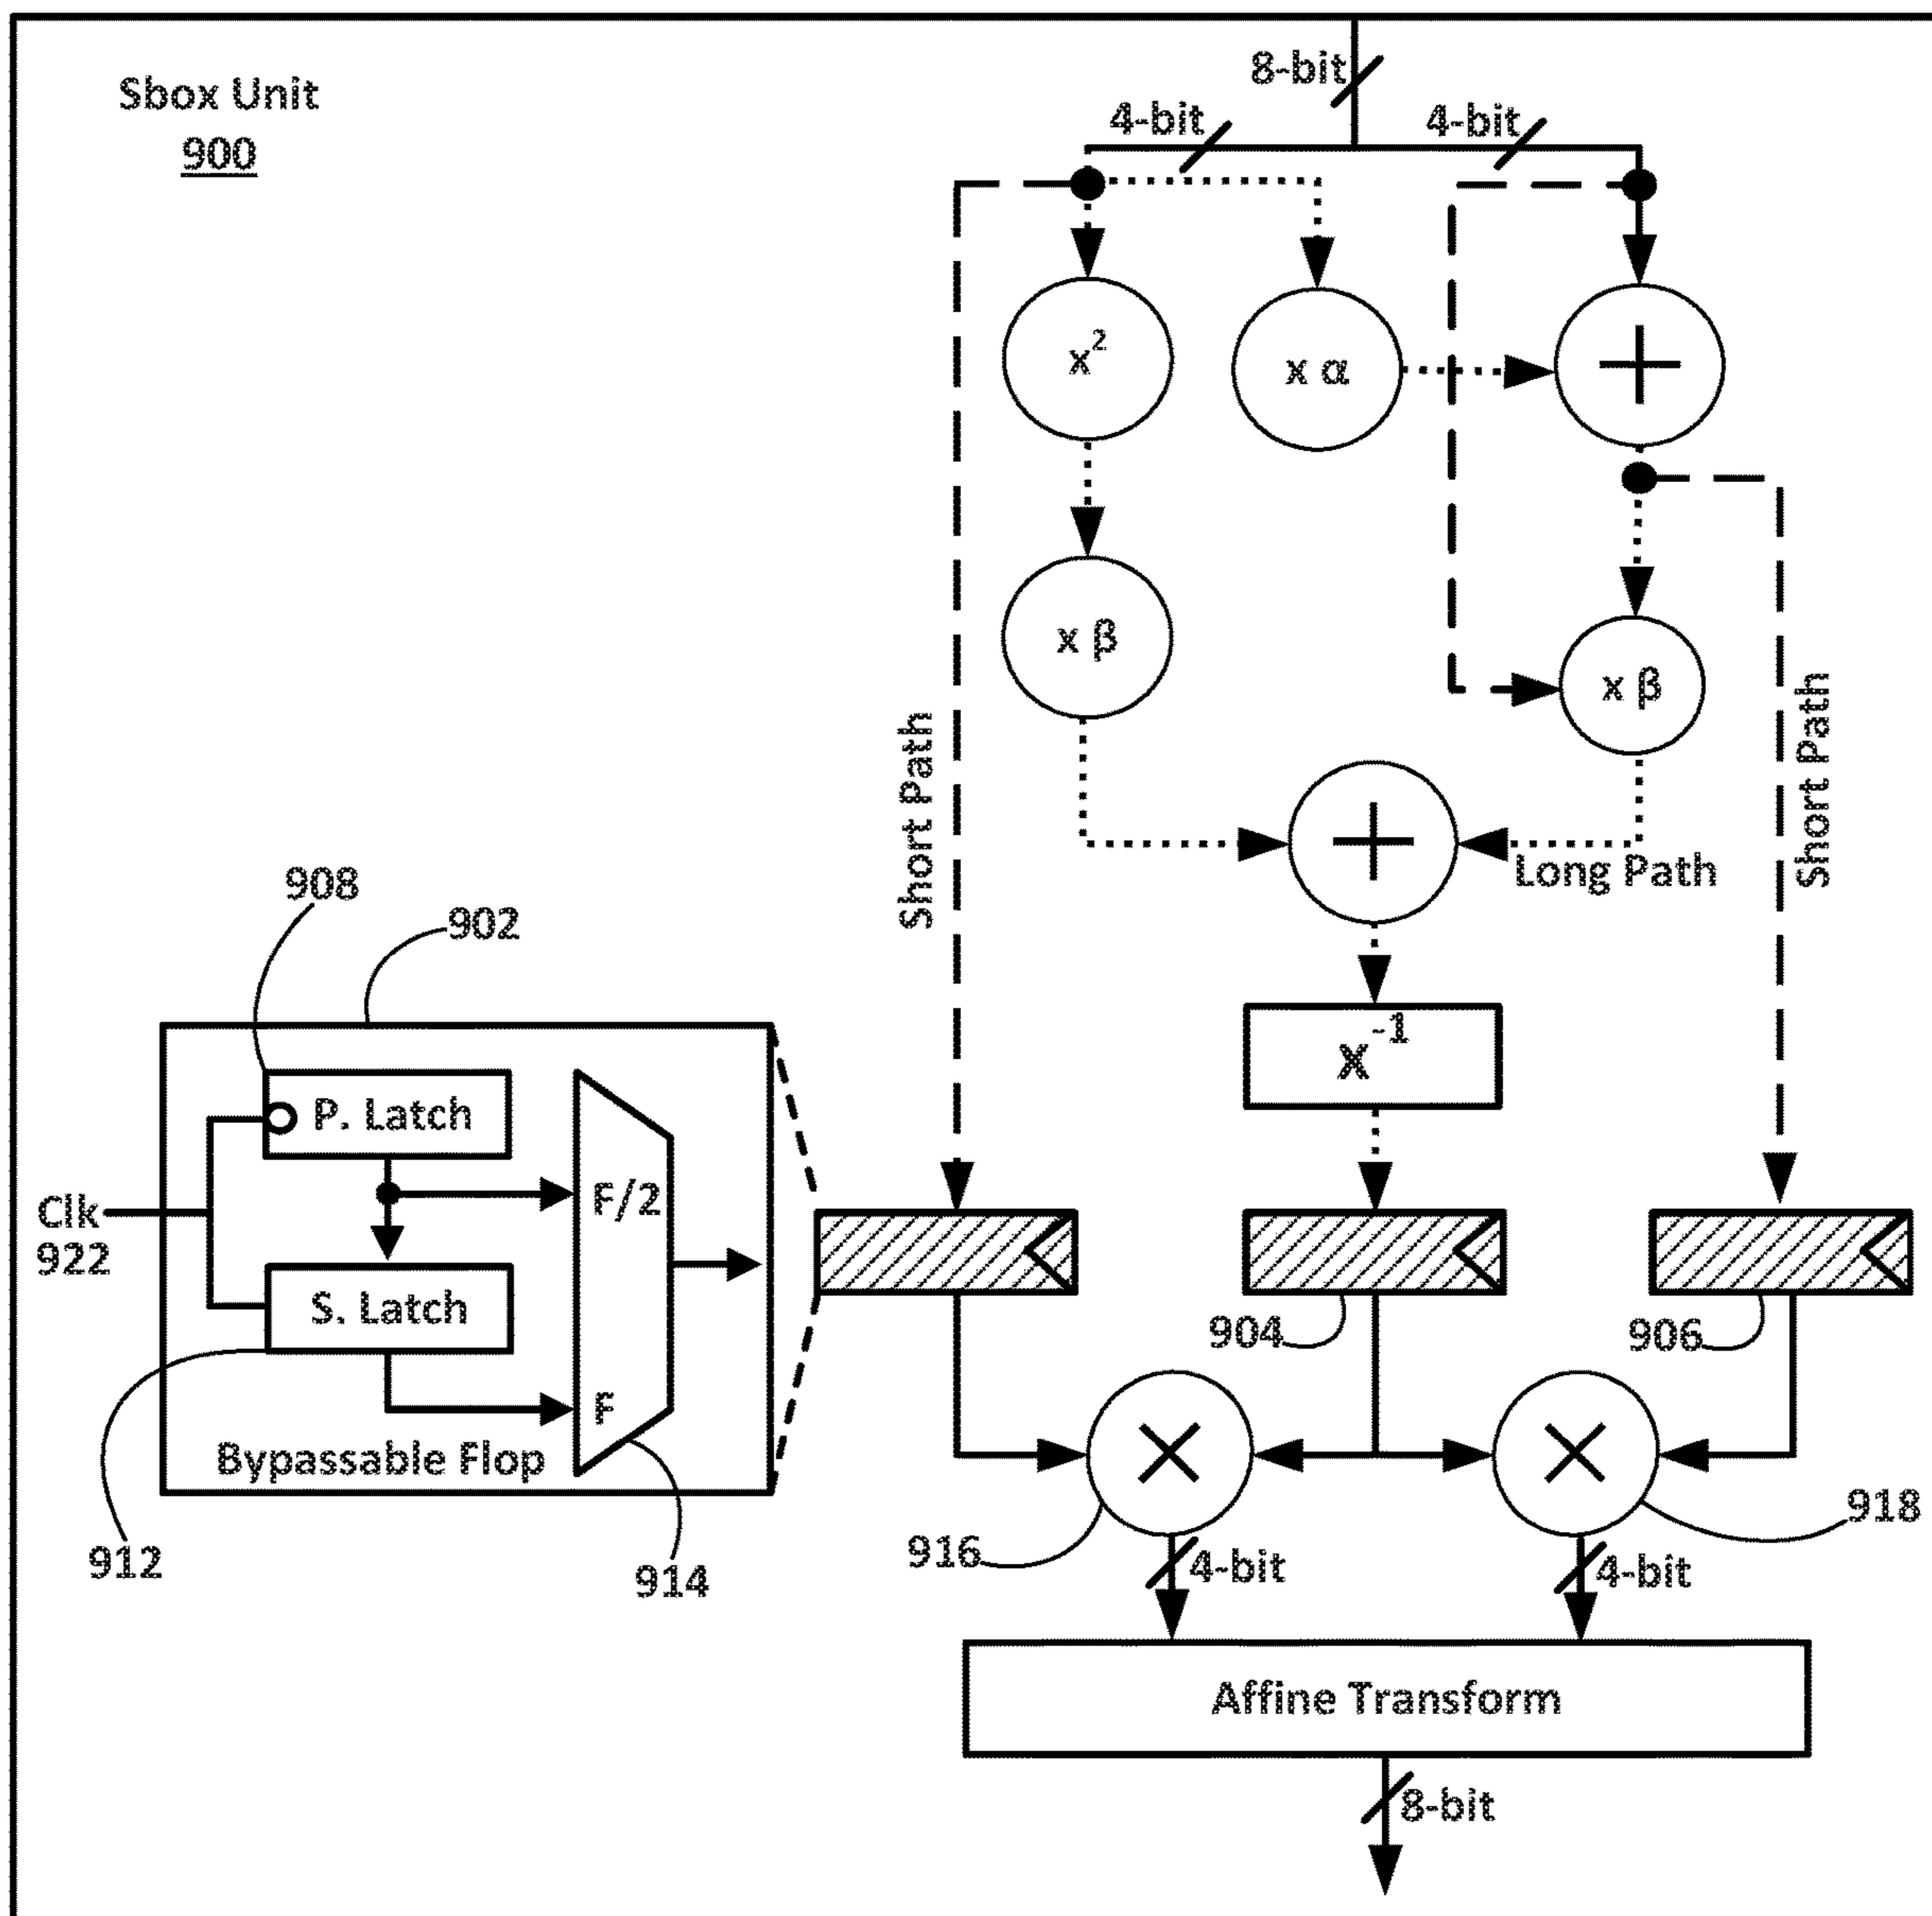 Sbox Unit
900
8-bit
4-bit
4-bit
x²
x α
+
x β
x β
Short Path
Short Path
+
Long Path
908
902
X⁻¹
P. Latch
F/2
Clk
922
S. Latch
F
Bypassable Flop
904
906
912
914
×
×
916
918
4-bit
4-bit
Affine Transform
8-bit